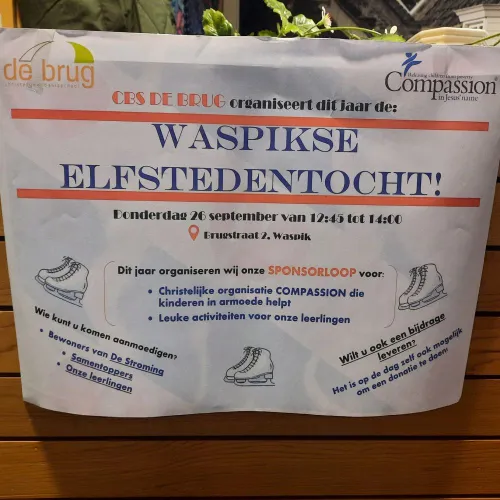 de brug
Compassion
in Jesus' name
CBS DE BRUG organiseert dit jaar de:
WASPIKSE
ELFSTEDENTOCHT!
Donderdag 26 september van 12:45 tot 14:00
Brugstraat 2, Waspik
Dit jaar organiseren wij onze SPONSORLOOP voor:
• Christelijke organisatie COMPASSION die
kinderen in armoede helpt
• Leuke activiteiten voor onze leerlingen
Wie kunt u komen aanmoedigen?
• Bewoners van De Stroming
• Samentoppers
• Onze leerlingen
Wilt u ook een bijdrage
leveren?
Het is op de dag zelf ook mogelijk
om een donatie te doen!